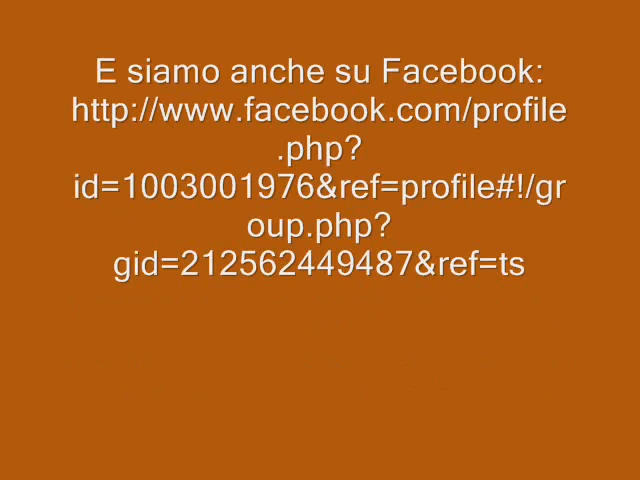 E siamo anche su Facebook:
http://www.facebook.com/profile
.php?
id=1003001976&ref=profile#!/gr
oup.php?
gid=212562449487&ref=ts